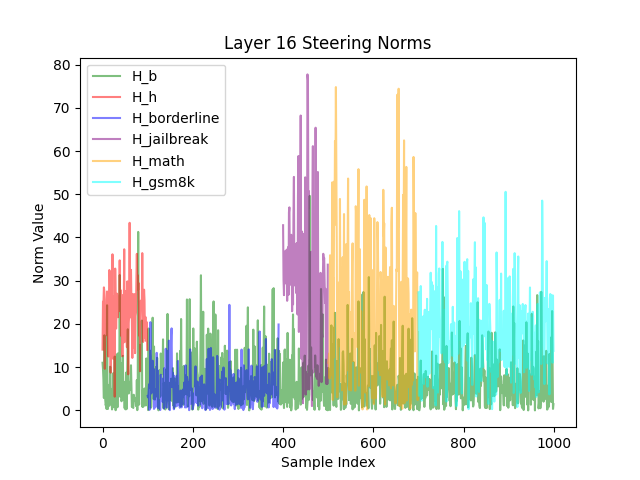 Layer 16 Steering Norms
80
70
60
50
40
30
20
10
0
Norm Value
H_b
H_h
H_borderline
H_jailbreak
H_math
H_gsm8k
0
200
400
600
800
1000
Sample Index